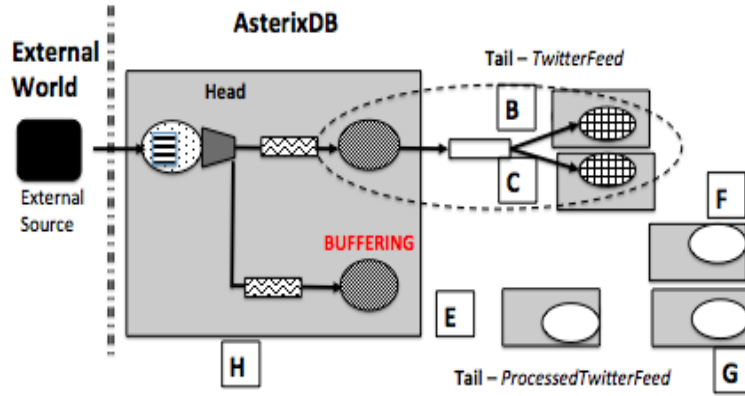 AsterixDB
External
World
Tail – TwitterFeed
Head
B
External
Source
C
F
BUFFERING
E
H
G
Tail – ProcessedTwitterFeed